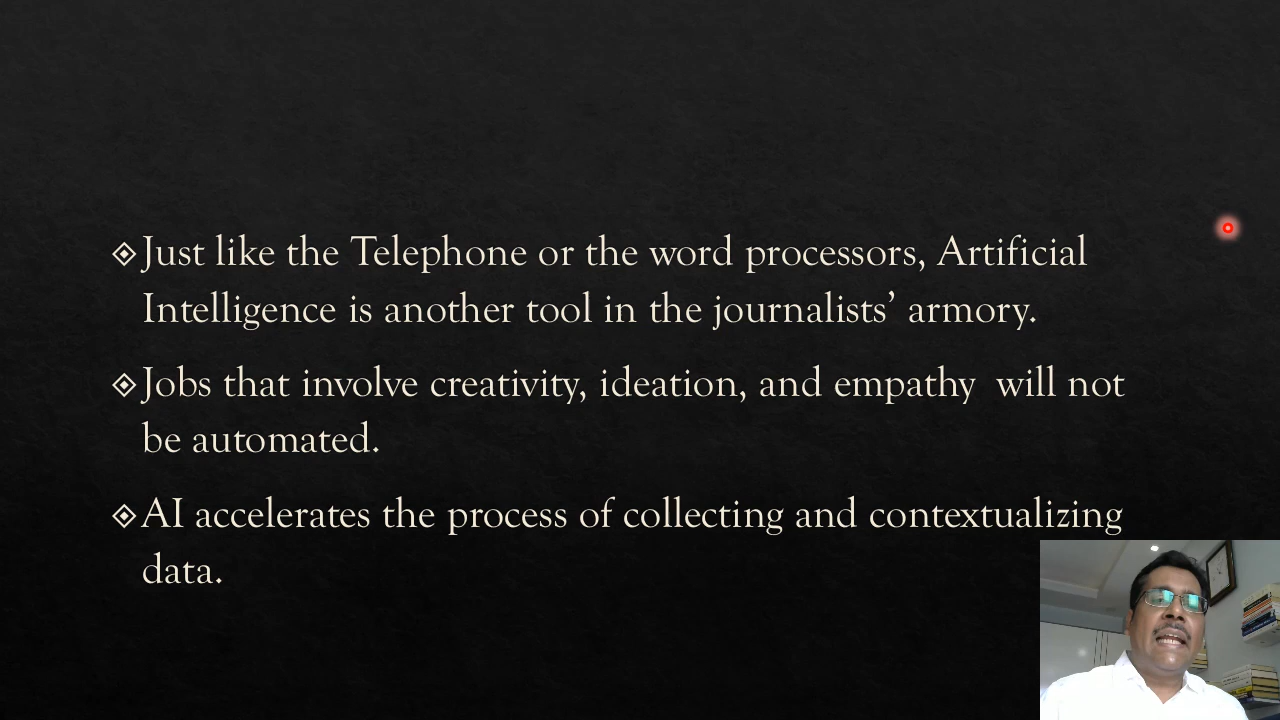 Just like the Telephone or the word processors, Artificial
Intelligence is another tool in the journalists’ armory.
Jobs that involve creativity, ideation, and empathy  will not
be automated.
AI accelerates the process of collecting and contextualizing
data.